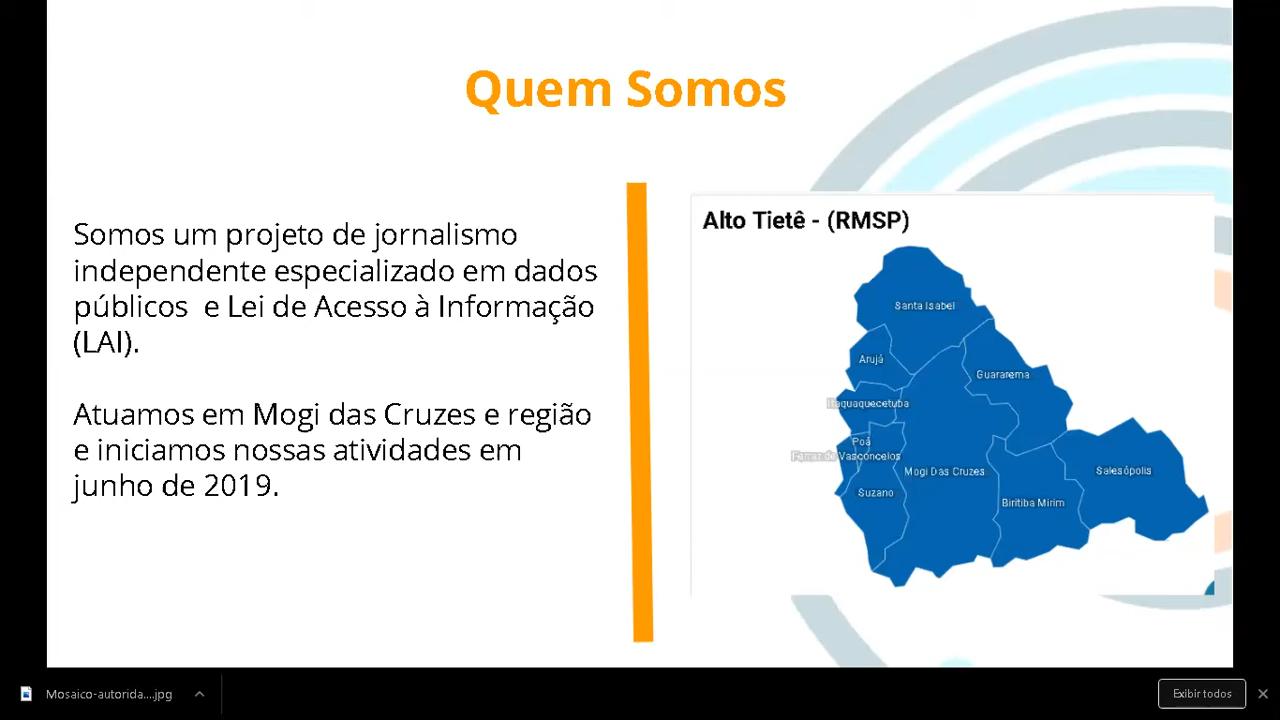 Quem Somos
Somos um projeto de jornalismo
independente especializado em dados
públicos e Lei de Acesso à Informação
(LAI).
Atuamos em Mogi das Cruzes e região
e iniciamos nossas atividades em
junho de 2019.
Alto Tietê - (RMSP)
Santa Isabel
Arujá
Guararema
Itaquaquecetuba
Poá
Ferraz de Vasconcelos
Mogi Das Cruzes
Salesópolis
Suzano
Biritiba Mirim
Mosaico-autorida....jpg
Exibir todos